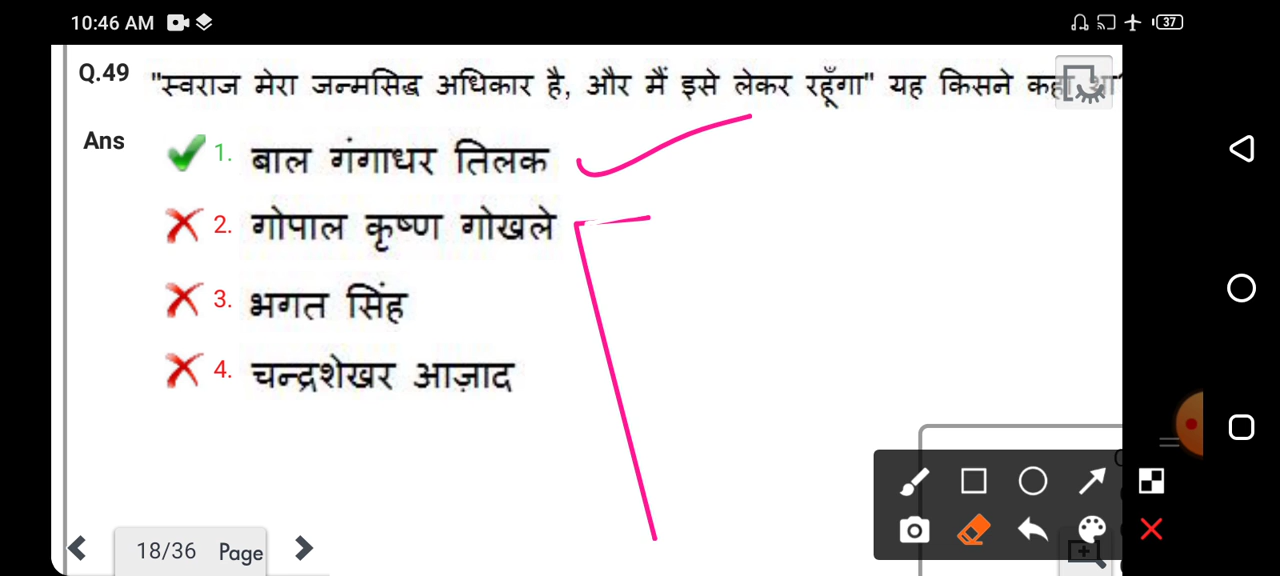 10:46 AM 37
Q.49 "स्वराज मेरा जन्मसिद्ध अधिकार है, और मैं इसे लेकर रहूँगा" यह किसने कहा था
Ans
1. बाल गंगाधर तिलक
2. गोपाल कृष्ण गोखले
3. भगत सिंह
4. चन्द्रशेखर आज़ाद
18/36 Page